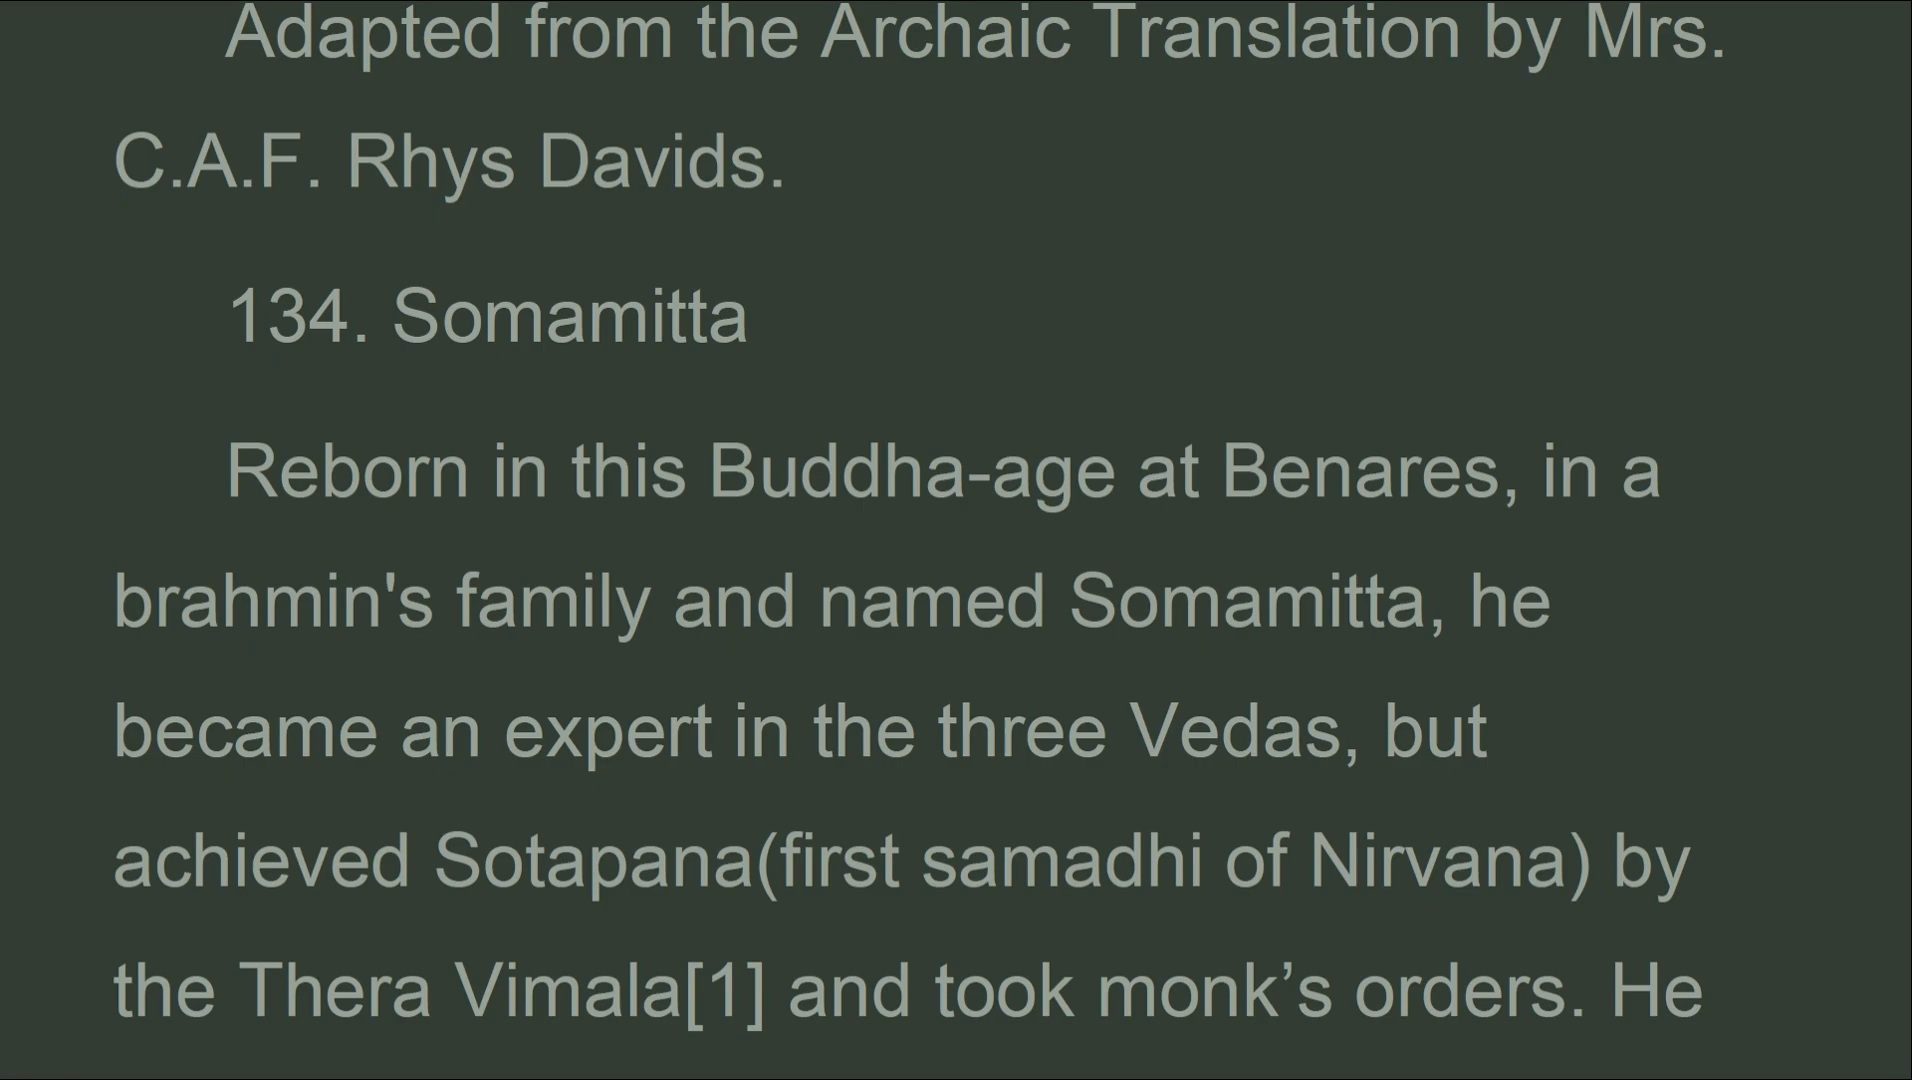 Adapted from the Archaic Translation by Mrs.
C.A.F. Rhys Davids.
134. Somamitta
Reborn in this Buddha-age at Benares, in a
brahmin's family and named Somamitta, he
became an expert in the three Vedas, but
achieved Sotapana(first samadhi of Nirvana) by
the Thera Vimala[1] and took monk’s orders. He